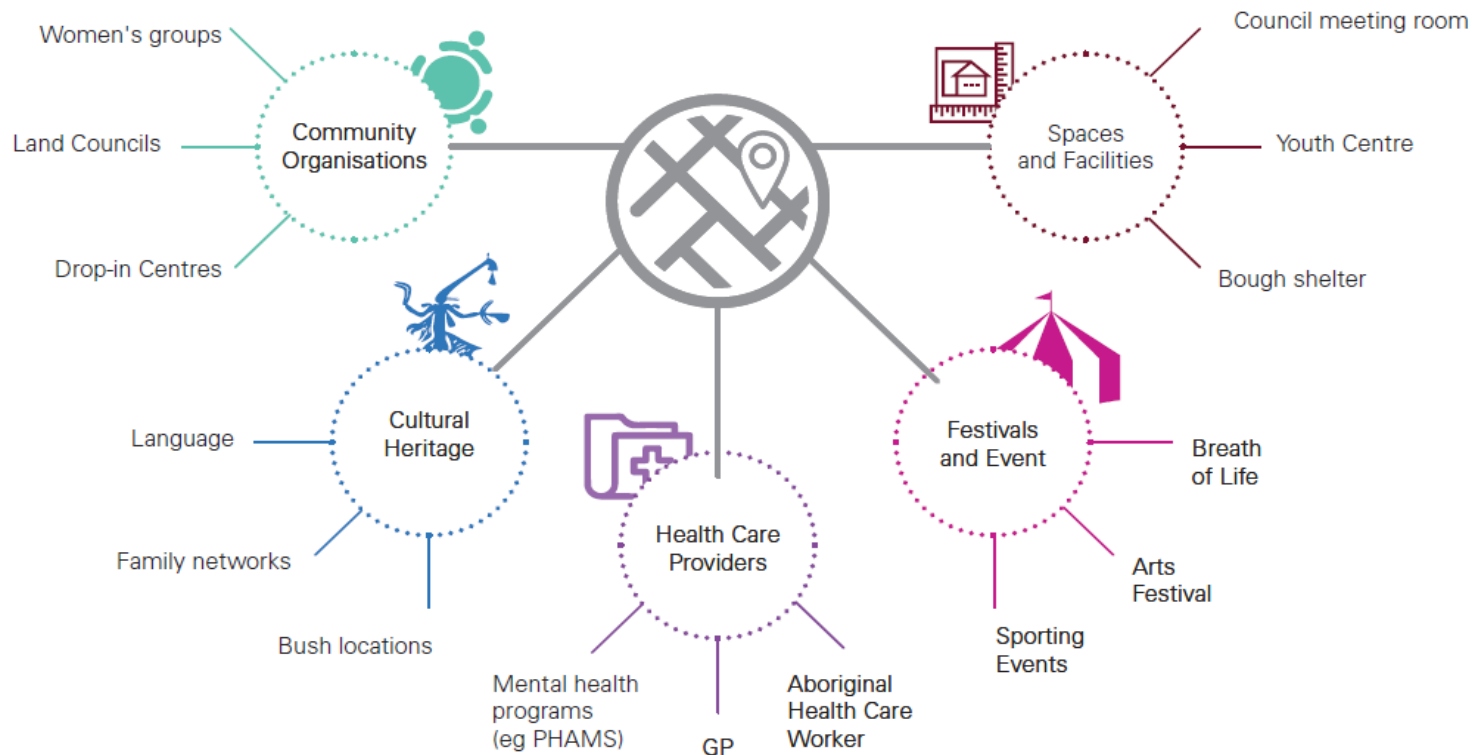 Women's groups
Land Councils
Drop-in Centres
Community
Organisations
Council meeting room
Youth Centre
Bough shelter
Spaces
and Facilities
Cultural
Heritage
Language
Family networks
Bush locations
Health Care
Providers
Mental health
programs
(eg PHAMS)
GP
Aboriginal
Health Care
Worker
Festivals
and Event
Breath
of Life
Arts
Festival
Sporting
Events